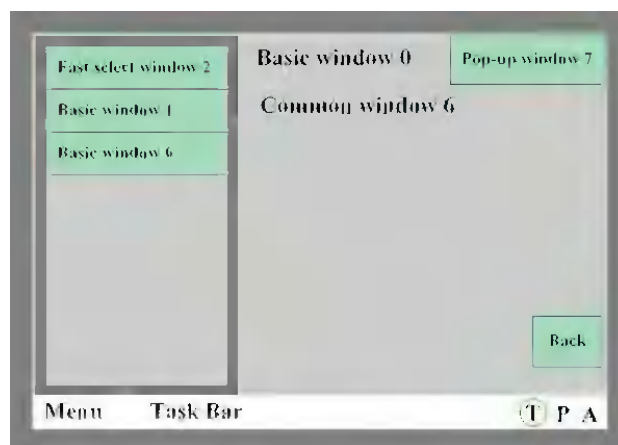 Fast select window 2
Basic window 1
Basic window 6
Basic window 0
Pop-up window 7
Common window 6
Back
Menu Task Bar T P A